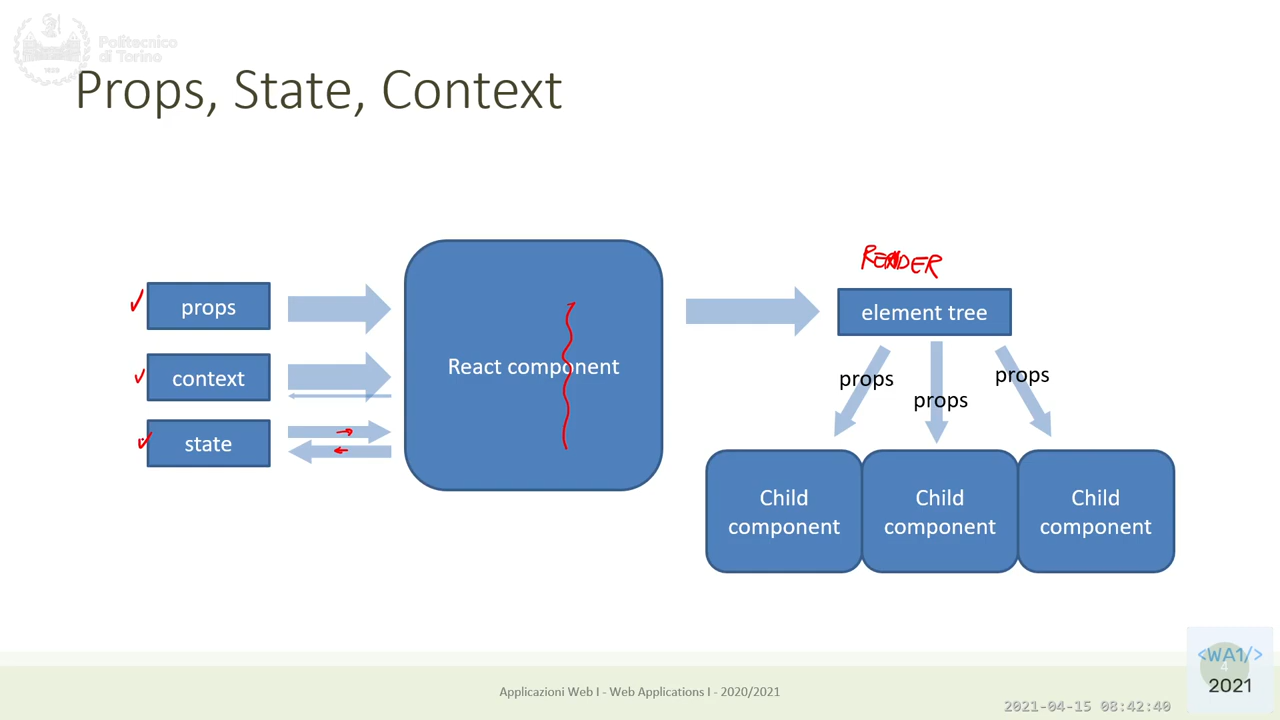 Politecnico
di Torino
Props, State, Context
RENDER
props
element tree
React component
context
props
props
props
state
Child
component
Child
component
Child
component
<WA1/>
4
2021
Applicazioni Web I - Web Applications I - 2020/2021
2021-04-15 08:42:40